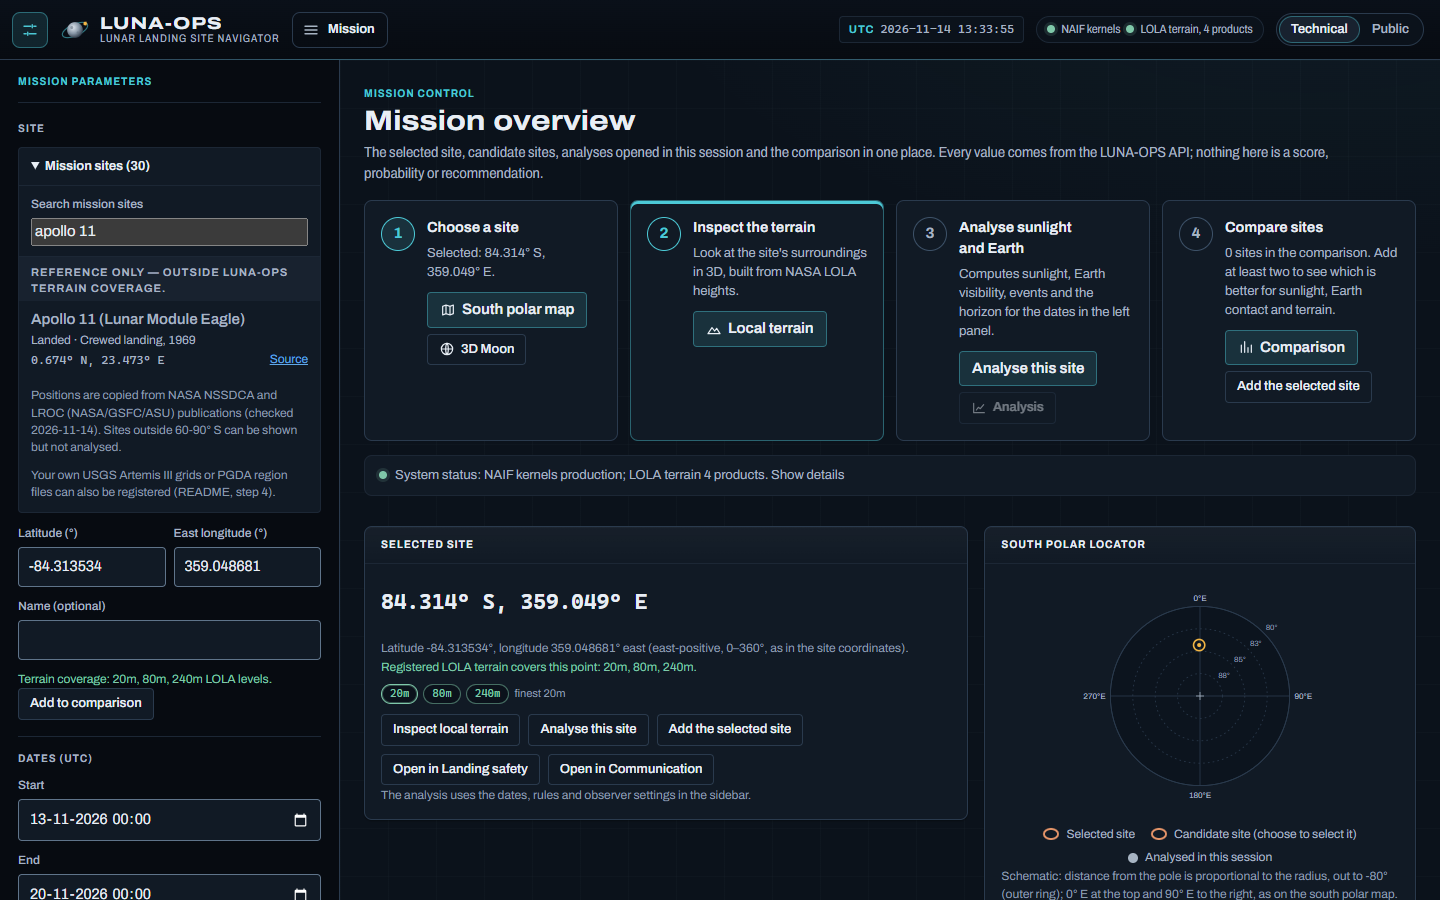 LUNA-OPS
LUNAR LANDING SITE NAVIGATOR
Mission
UTC 2026-11-14 13:33:55
NAIF kernels
LOLA terrain, 4 products
Technical
Public
MISSION PARAMETERS
SITE
Mission sites (30)
Search mission sites
apollo 11
REFERENCE ONLY — OUTSIDE LUNA-OPS
TERRAIN COVERAGE.
Apollo 11 (Lunar Module Eagle)
Landed · Crewed landing, 1969
0.674° N, 23.473° E
Source
Positions are copied from NASA NSSDCA and
LROC (NASA/GSFC/ASU) publications (checked
2026-11-14). Sites outside 60-90° S can be shown
but not analysed.
Your own USGS Artemis III grids or PGDA region
files can also be registered (README, step 4).
Latitude (°)
East longitude (°)
-84.313534
359.048681
Name (optional)
Terrain coverage: 20m, 80m, 240m LOLA levels.
Add to comparison
DATES (UTC)
Start
13-11-2026 00:00
End
20-11-2026 00:00
MISSION CONTROL
Mission overview
The selected site, candidate sites, analyses opened in this session and the comparison in one place. Every value comes from the LUNA-OPS API; nothing here is a score,
probability or recommendation.
1
Choose a site
Selected: 84.314° S,
359.049° E.
South polar map
3D Moon
2
Inspect the terrain
Look at the site's surroundings
in 3D, built from NASA LOLA
heights.
Local terrain
3
Analyse sunlight
and Earth
Computes sunlight, Earth
visibility, events and the
horizon for the dates in the left
panel.
Analyse this site
Analysis
4
Compare sites
0 sites in the comparison. Add
at least two to see which is
better for sunlight, Earth
contact and terrain.
Comparison
Add the selected site
System status: NAIF kernels production; LOLA terrain 4 products. Show details
SELECTED SITE
84.314° S, 359.049° E
Latitude -84.313534°, longitude 359.048681° east (east-positive, 0–360°, as in the site coordinates).
Registered LOLA terrain covers this point: 20m, 80m, 240m.
20m
80m
240m
finest 20m
Inspect local terrain
Analyse this site
Add the selected site
Open in Landing safety
Open in Communication
The analysis uses the dates, rules and observer settings in the sidebar.
SOUTH POLAR LOCATOR
0°E
80°
83°
85°
88°
270°E
90°E
180°E
Selected site
Candidate site (choose to select it)
Analysed in this session
Schematic: distance from the pole is proportional to the radius, out to -80°
(outer ring); 0° E at the top and 90° E to the right, as on the south polar map.